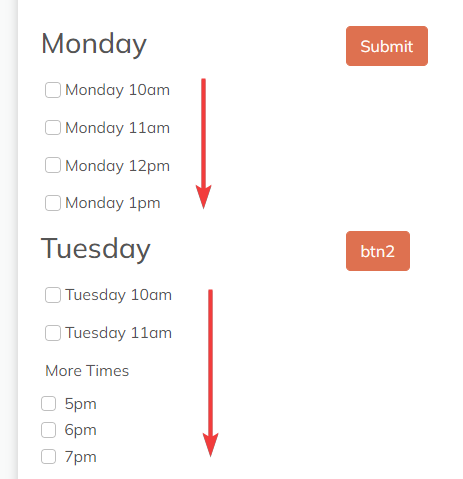 Monday
Submit
Monday 10am
Monday 11am
Monday 12pm
Monday 1pm
Tuesday
btn2
Tuesday 10am
Tuesday 11am
More Times
5pm
6pm
7pm